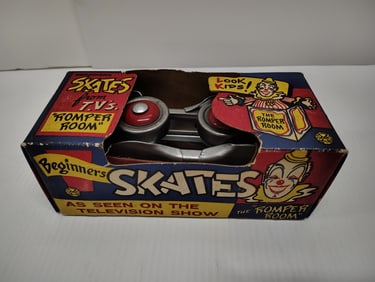 SKATES
from
T.V.'s.
"ROMPER
ROOM"
LOOK
KIDS!
THE
ROMPER
ROOM
Beginners
SKATES
AS SEEN ON THE
TELEVISION SHOW
THE "ROMPER
ROOM"